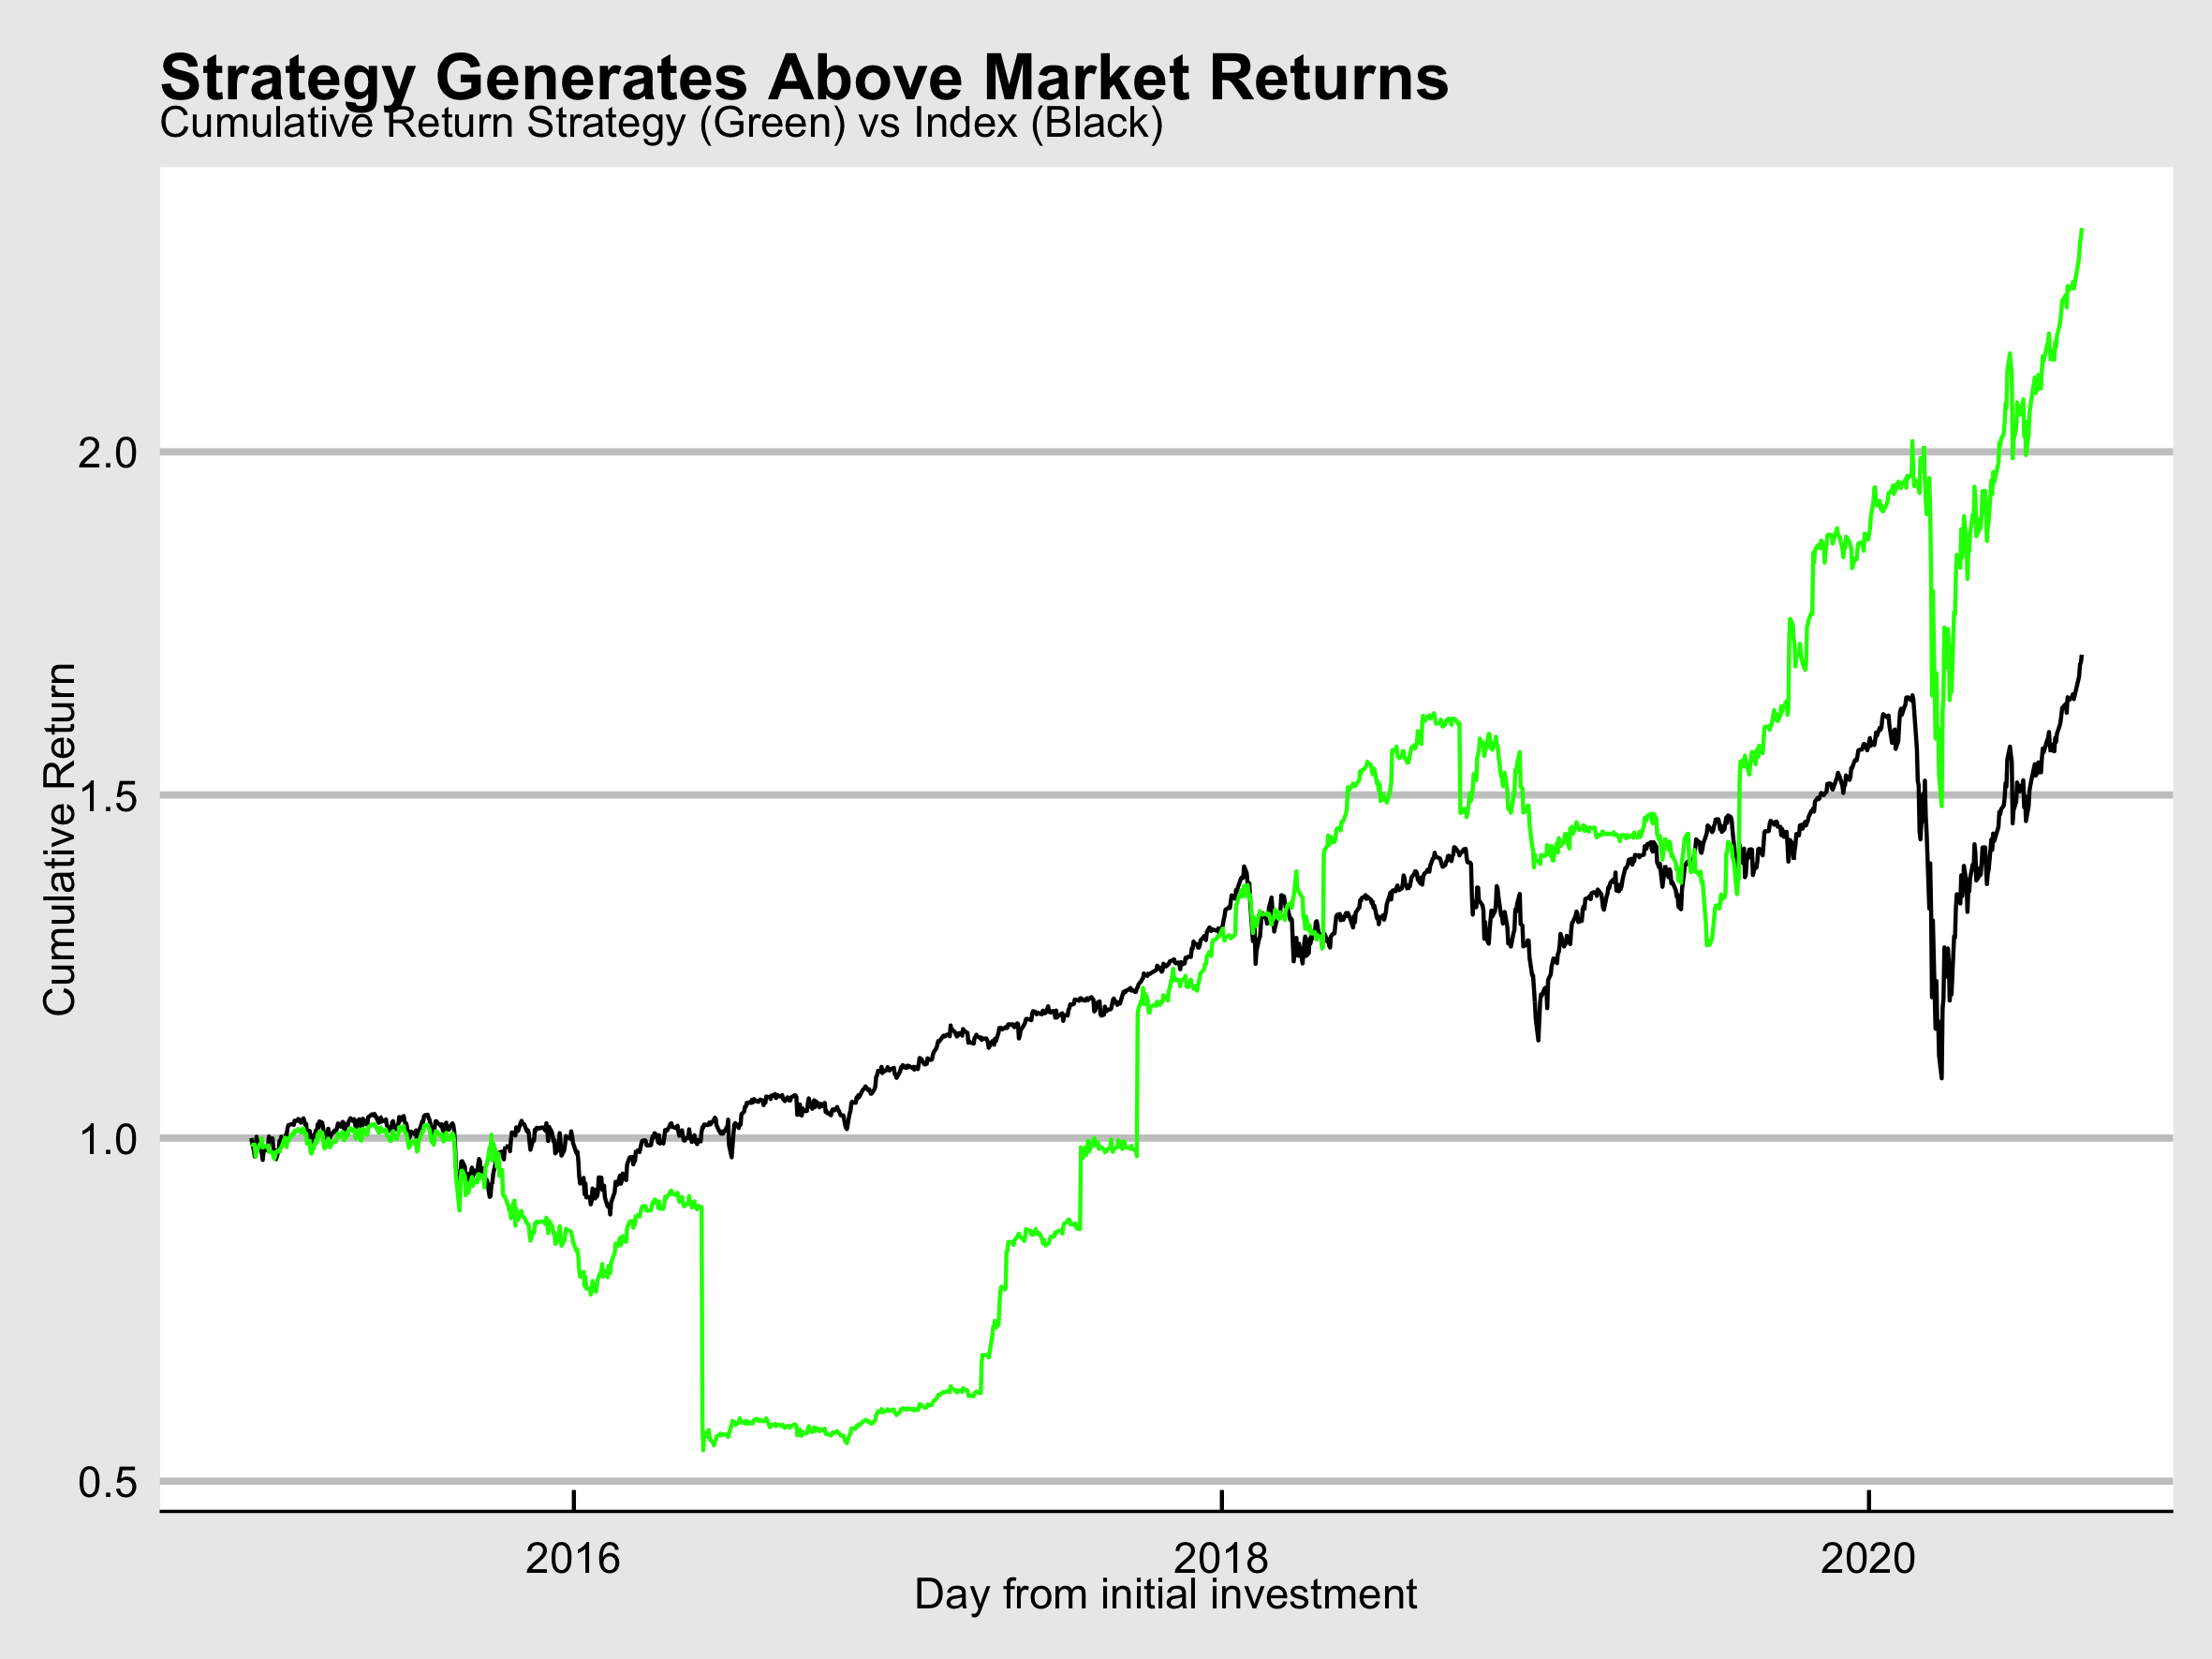 Strategy Generates Above Market Returns
Cumulative Return Strategy (Green) vs Index (Black)
Cumulative Return
2.0
1.5
1.0
0.5
2016
2018
2020
Day from initial investment